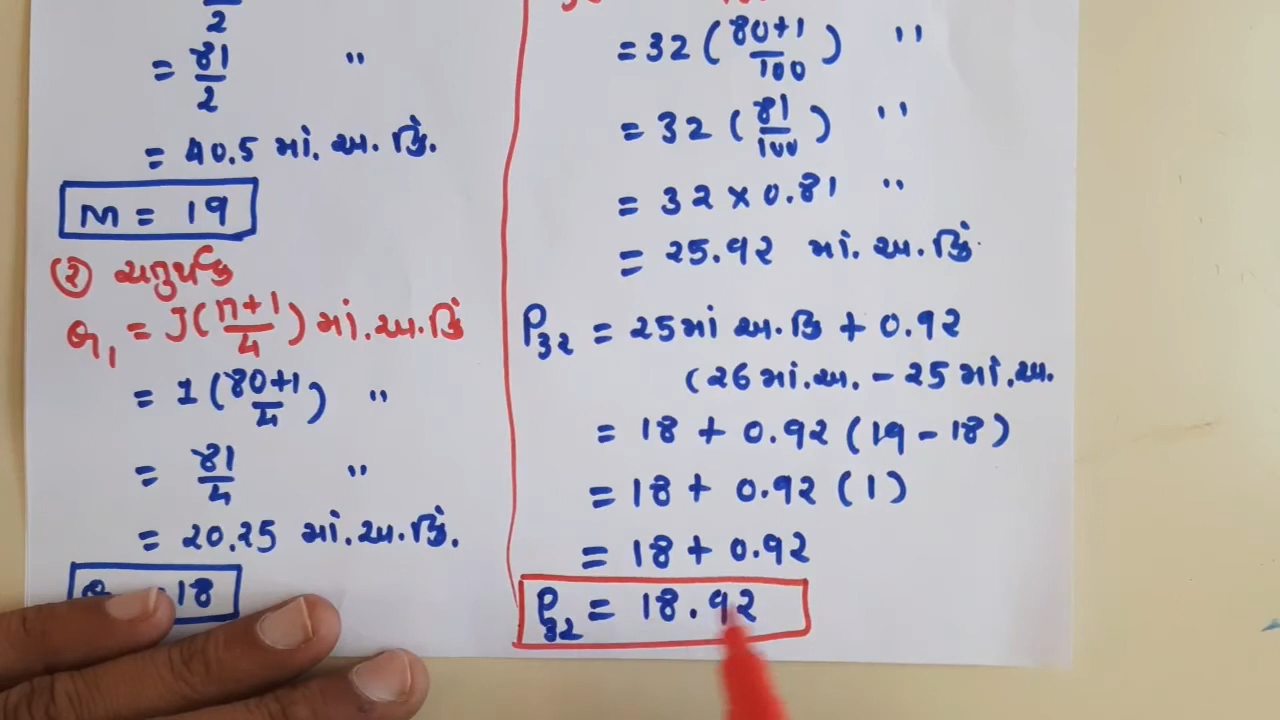 2
= 81/2 "
= 40.5 માં. અ. કિં.
M = 19
(૨) ચતુર્થક
Q1 = J(n+1/4) માં.અ.કિં
= 1 (80+1/4) "
= 81/4 "
= 20.25 માં.અ.કિં.
= 18
= 32 (80+1/100) "
= 32 (81/100) "
= 32 × 0.81 "
= 25.92 માં. અ. કિં.
P32 = 25માં અ.કિ + 0.92
(26માં.અ. - 25 માં.અ.
= 18 + 0.92 (19 - 18)
= 18 + 0.92 (1)
= 18 + 0.92
P32 = 18.92